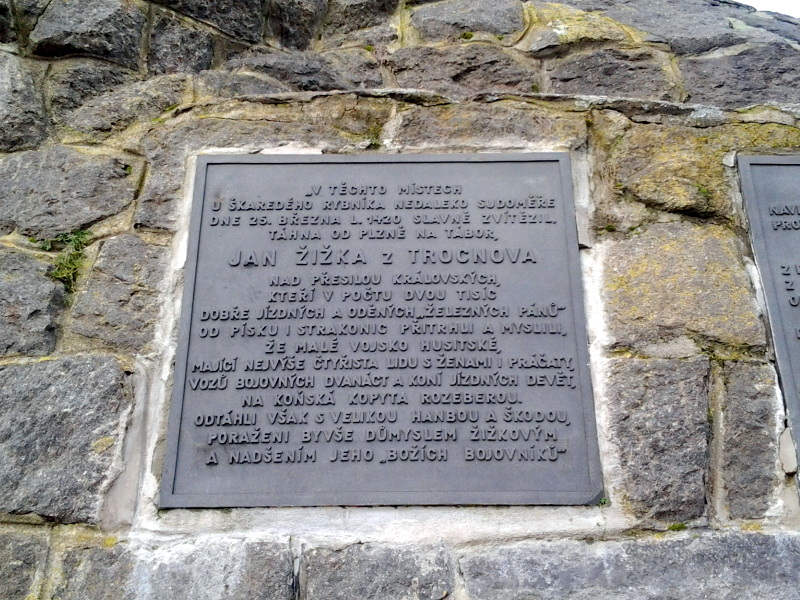 „V TĚCHTO MÍSTECH
U ŠKAREDÉHO RYBNÍKA NEDALEKO SUDOMĚRE
DNE 25. BŘEZNA L. 1420 SLAVNĚ ZVÍTĚZIL,
TÁHNA OD PLZNĚ NA TÁBOR,
JAN ŽIŽKA Z TROCNOVA
NAD PŘESILOU KRÁLOVSKÝCH,
KTEŘÍ V POČTU DVOU TISÍC
DOBŘE JÍZDNÝCH A ODĚNÝCH „ŽELEZNÝCH PÁNŮ“
OD PÍSKU I STRAKONIC PŘITRHLI A MYSLILI,
ŽE MALÉ VOJSKO HUSITSKÉ,
MAJÍCÍ NEJVÝŠE ČTYŘISTA LIDU S ŽENAMI I PRÁČATY,
VOZŮ BOJOVNÝCH DVANÁCT A KONÍ JÍZDNÝCH DEVĚT,
NA KOŇSKÁ KOPYTA ROZEBEROU.
ODTÁHLI VŠAK S VELIKOU HANBOU A ŠKODOU,
PORAŽENI BYVŠE DŮMYSLEM ŽIŽKOVÝM
A NADŠENÍM JEHO „BOŽÍCH BOJOVNÍKŮ“